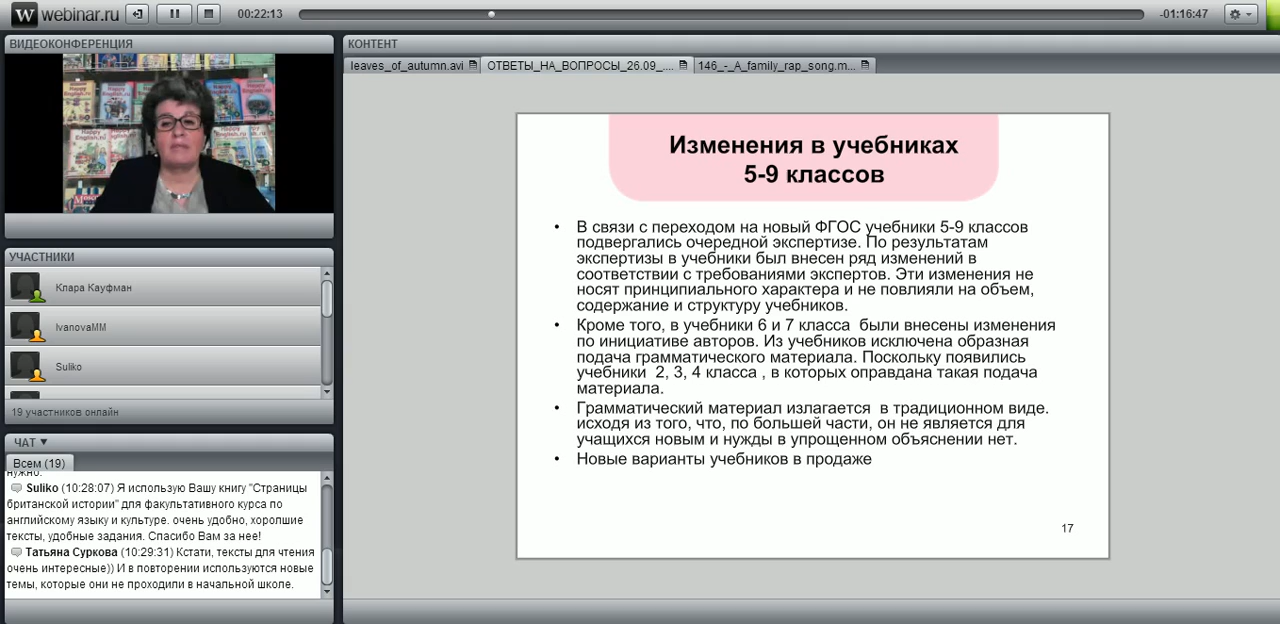 webinar.ru
00:22:13
-01:16:47
ВИДЕОКОНФЕРЕНЦИЯ
Happy English.ru
УЧАСТНИКИ
Клара Кауфман
IvanovaMM
Suliko
19 участников онлайн
ЧАТ
Всем (19)
нужно.
Suliko (10:28:07) Я использую Вашу книгу "Страницы
британской истории" для факультативного курса по
английскому языку и культуре. очень удобно, хоролшие
тексты, удобные задания. Спасибо Вам за нее!
Татьяна Суркова (10:29:31) Кстати, тексты для чтения
очень интересные)) И в повторении используются новые
темы, которые они не проходили в начальной школе.
КОНТЕНТ
leaves_of_autumn.avi
ОТВЕТЫ_НА_ВОПРОСЫ_26.09_....
146_-_A_family_rap_song.m...
Изменения в учебниках
5-9 классов
• В связи с переходом на новый ФГОС учебники 5-9 классов
подвергались очередной экспертизе. По результатам
экспертизы в учебники был внесен ряд изменений в
соответствии с требованиями экспертов. Эти изменения не
носят принципиального характера и не повлияли на объем,
содержание и структуру учебников.
• Кроме того, в учебники 6 и 7 класса были внесены изменения
по инициативе авторов. Из учебников исключена образная
подача грамматического материала. Поскольку появились
учебники 2, 3, 4 класса , в которых оправдана такая подача
материала.
• Грамматический материал излагается в традиционном виде.
исходя из того, что, по большей части, он не является для
учащихся новым и нужды в упрощенном объяснении нет.
• Новые варианты учебников в продаже
17